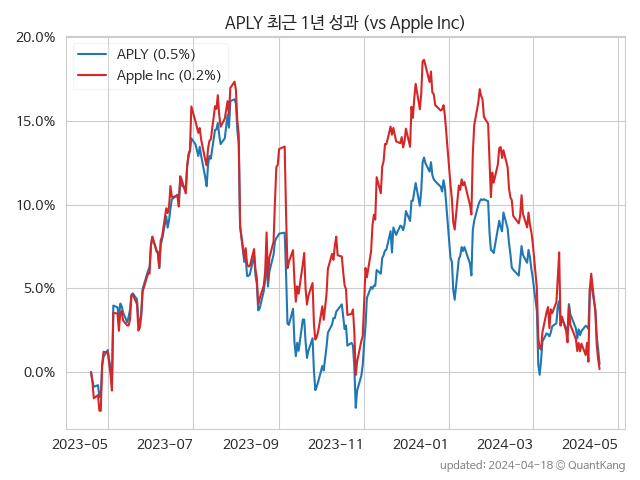 APLY 최근 1년 성과 (vs Apple Inc)
APLY (0.5%)
Apple Inc (0.2%)
20.0%
15.0%
10.0%
5.0%
0.0%
2023-05 2023-07 2023-09 2023-11 2024-01 2024-03 2024-05
updated: 2024-04-18 © QuantKang